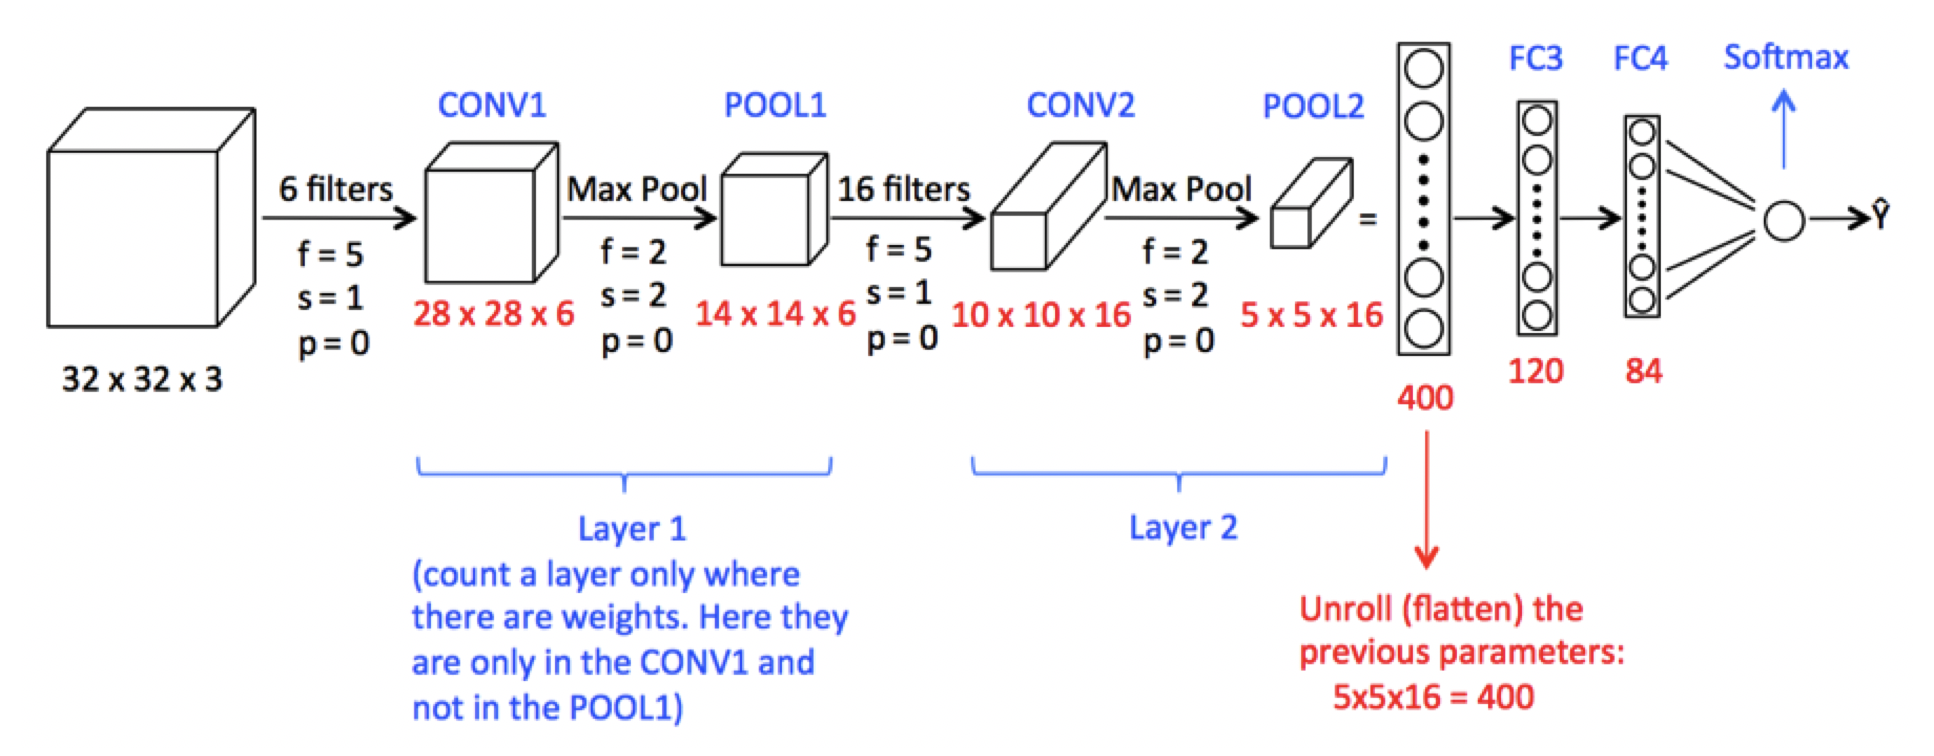 32 x 32 x 3
6 filters
f = 5
s = 1
p = 0
CONV1
28 x 28 x 6
Max Pool
f = 2
s = 2
p = 0
POOL1
14 x 14 x 6
16 filters
f = 5
s = 1
p = 0
CONV2
10 x 10 x 16
Max Pool
f = 2
s = 2
p = 0
POOL2
5 x 5 x 16
=
400
FC3
120
FC4
84
Softmax
Ŷ
Layer 1
(count a layer only where
there are weights. Here they
are only in the CONV1 and
not in the POOL1)
Layer 2
Unroll (flatten) the
previous parameters:
5x5x16 = 400